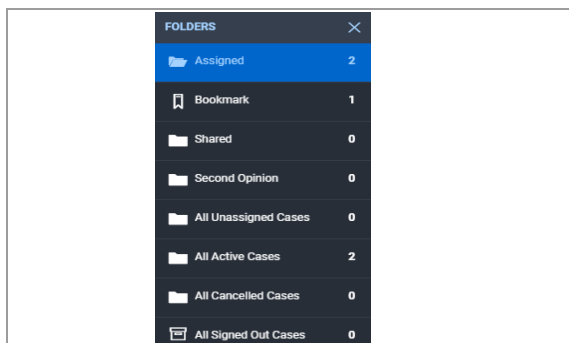 FOLDERS
Assigned 2
Bookmark 1
Shared 0
Second Opinion 0
All Unassigned Cases 0
All Active Cases 2
All Cancelled Cases 0
All Signed Out Cases 0